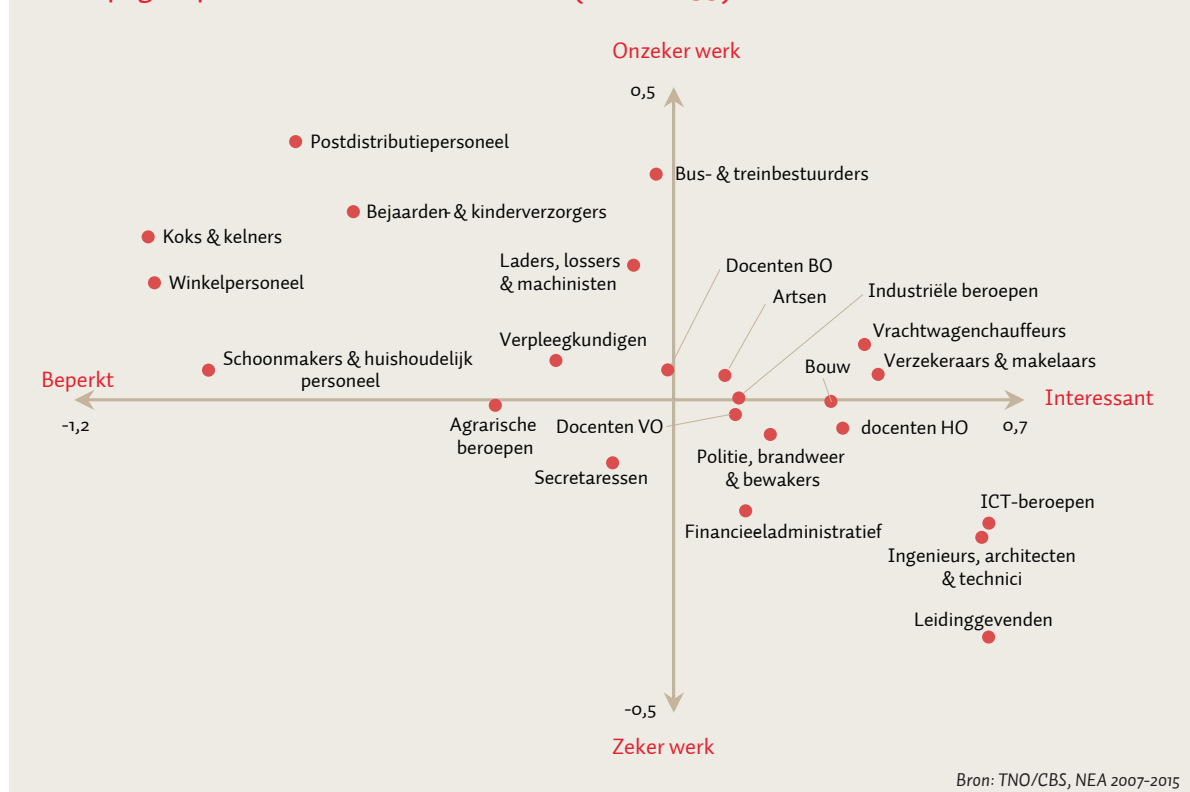 Onzeker werk
0,5
Postdistributiepersoneel
Bus- & treinbestuurders
Bejaarden- & kinderverzorgers
Koks & kelners
Laders, lossers
& machinisten
Docenten BO
Winkelpersoneel
Artsen
Industriële beroepen
Vrachtwagenchauffeurs
Verpleegkundigen
Schoonmakers & huishoudelijk
personeel
Bouw
Verzekeraars & makelaars
Beperkt
Interessant
-1,2
Agrarische
beroepen
Docenten VO
docenten HO
0,7
Politie, brandweer
& bewakers
Secretaressen
ICT-beroepen
Financieeladministratief
Ingenieurs, architecten
& technici
Leidinggevenden
-0,5
Zeker werk
Bron: TNO/CBS, NEA 2007-2015